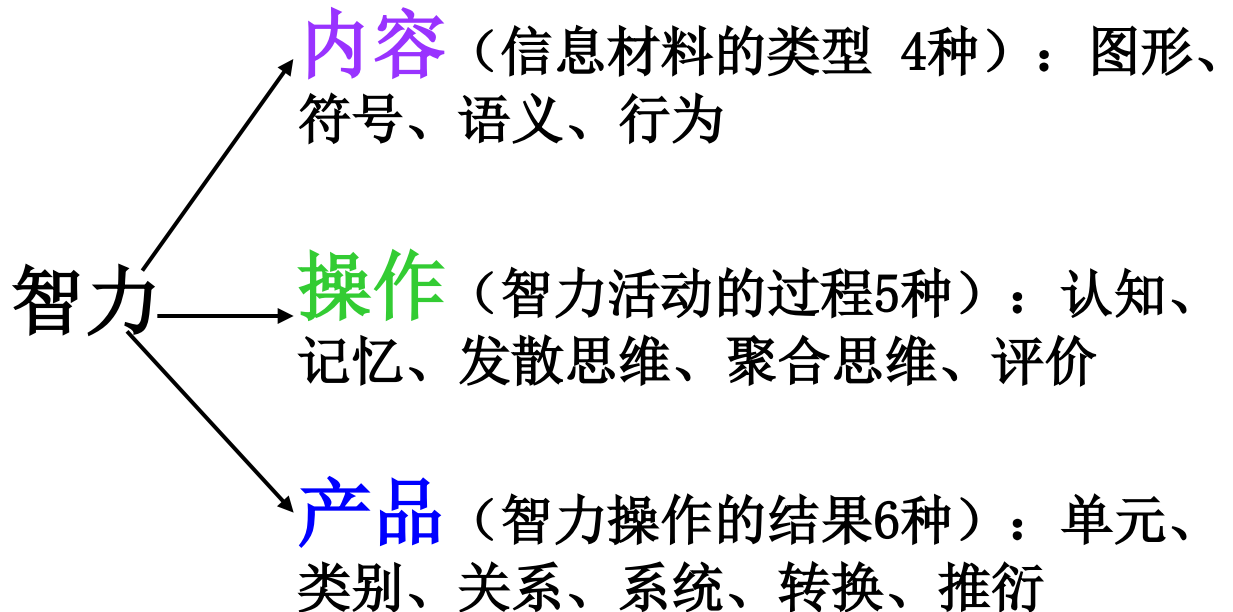 内容（信息材料的类型 4种）：图形、
符号、语义、行为
智力
操作（智力活动的过程5种）：认知、
记忆、发散思维、聚合思维、评价
产品（智力操作的结果6种）：单元、
类别、关系、系统、转换、推衍